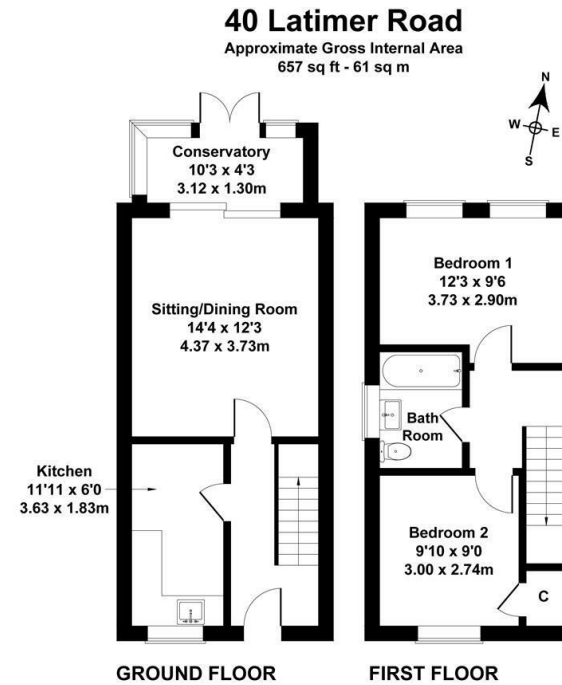 40 Latimer Road
Approximate Gross Internal Area
657 sq ft - 61 sq m
N
W
E
S
Conservatory
10'3 x 4'3
3.12 x 1.30m
Sitting/Dining Room
14'4 x 12'3
4.37 x 3.73m
Kitchen
11'11 x 6'0
3.63 x 1.83m
GROUND FLOOR
Bedroom 1
12'3 x 9'6
3.73 x 2.90m
Bath
Room
Bedroom 2
9'10 x 9'0
3.00 x 2.74m
C
FIRST FLOOR